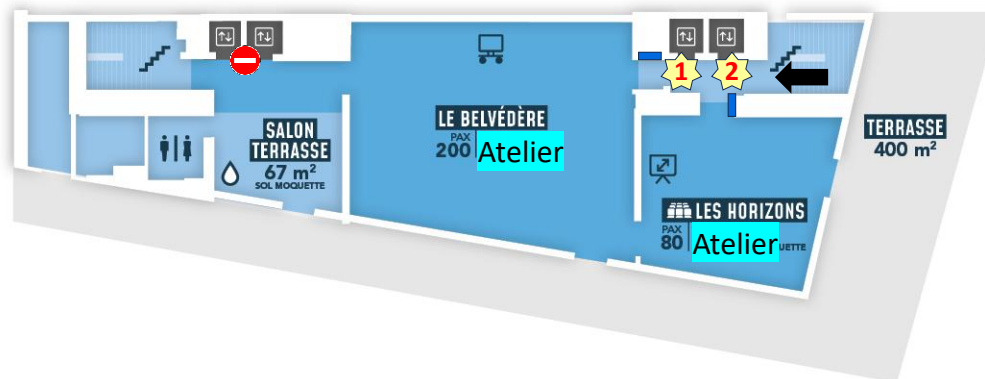 1
2
LE BELVÉDÈRE
PAX
200
Atelier
SALON
TERRASSE
67 m²
SOL MOQUETTE
TERRASSE
400 m²
LES HORIZONS
PAX
80
Atelier
UETTE